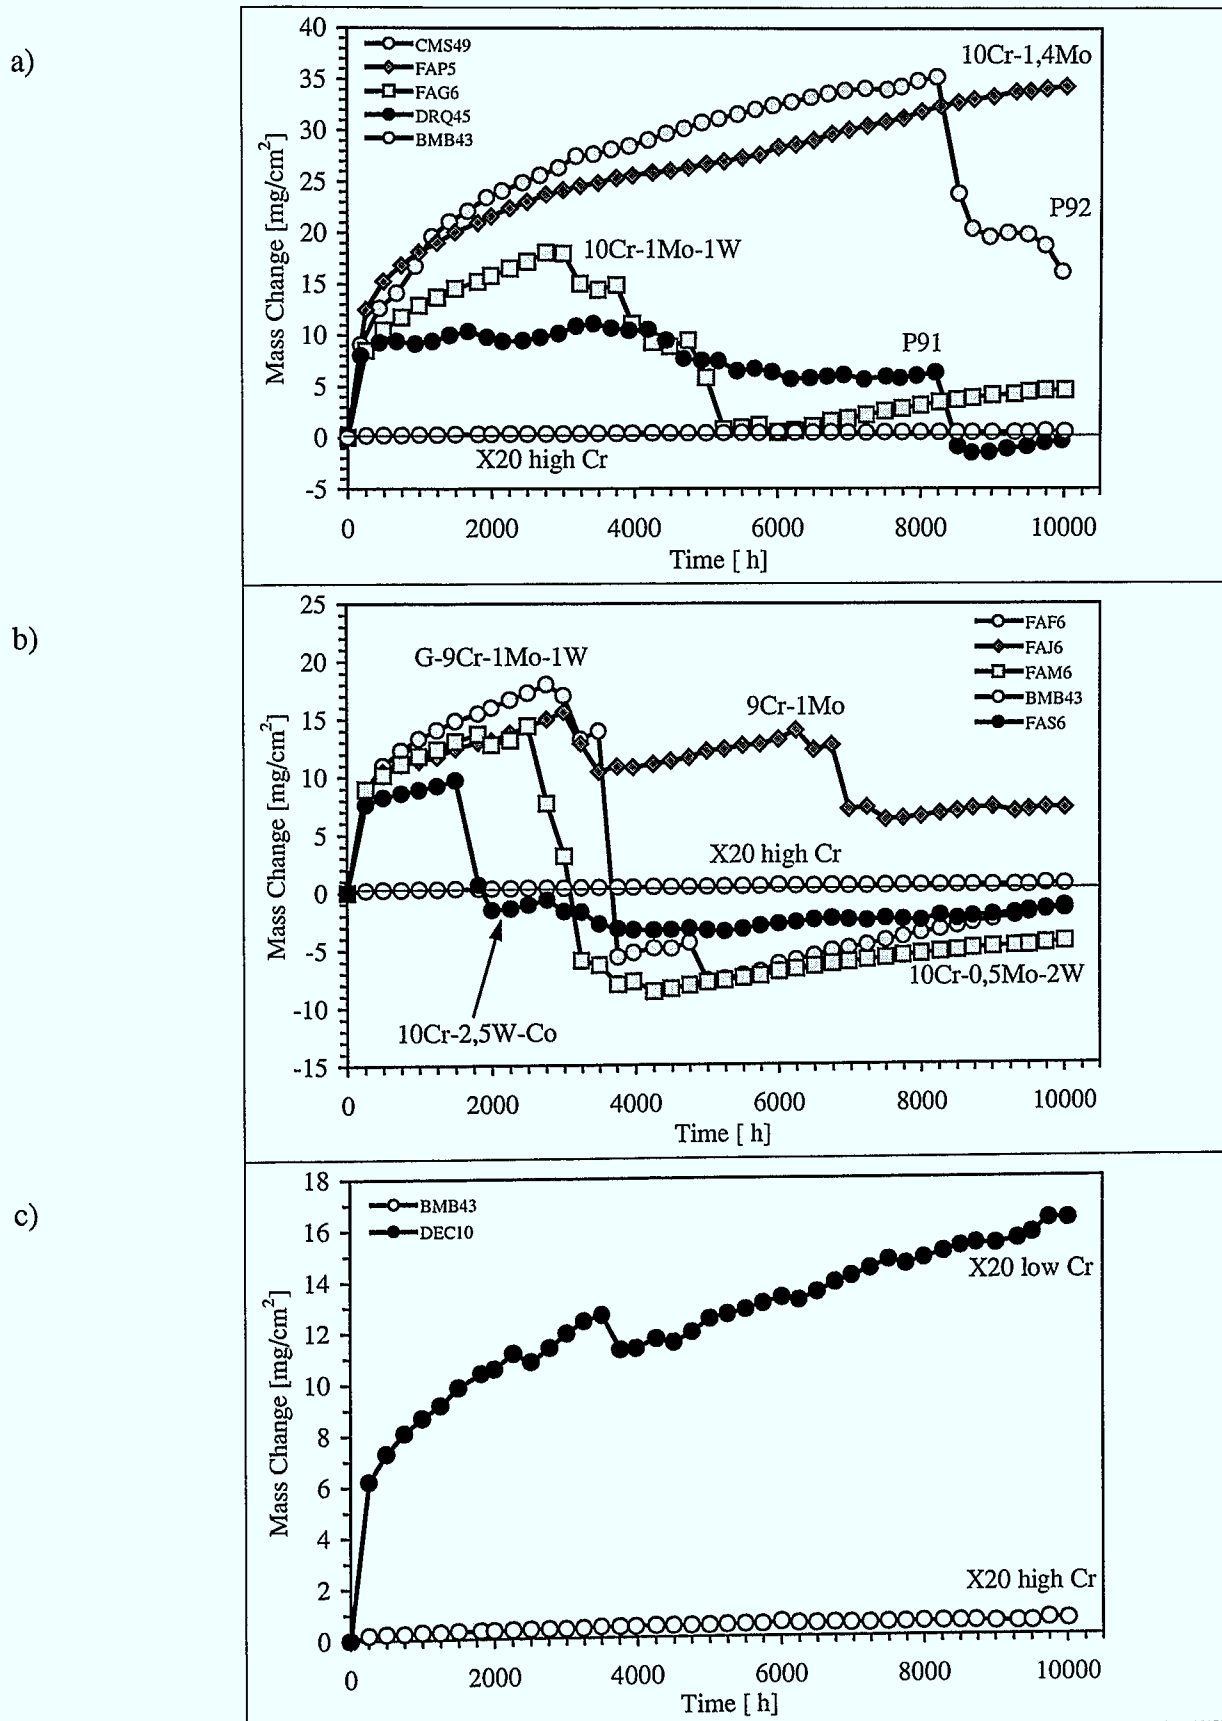 a)
40
35
30
25
20
15
10
5
0
-5
Mass Change [mg/cm²]
CMS49
FAP5
FAG6
DRQ45
BMB43
10Cr-1,4Mo
P92
10Cr-1Mo-1W
P91
X20 high Cr
0 2000 4000 6000 8000 10000
Time [ h]
b)
25
20
15
10
5
0
-5
-10
-15
Mass Change [mg/cm²]
FAF6
FAJ6
FAM6
BMB43
FAS6
G-9Cr-1Mo-1W
9Cr-1Mo
X20 high Cr
10Cr-0,5Mo-2W
10Cr-2,5W-Co
0 2000 4000 6000 8000 10000
Time [ h]
c)
18
16
14
12
10
8
6
4
2
0
Mass Change [mg/cm²]
BMB43
DEC10
X20 low Cr
X20 high Cr
0 2000 4000 6000 8000 10000
Time [ h]